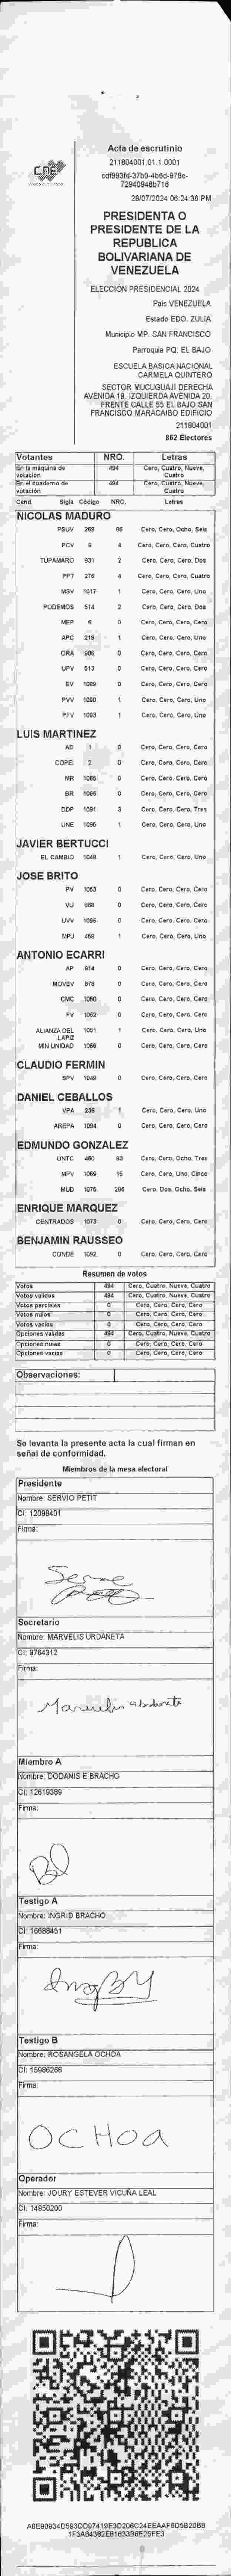 CNE
Acta de escrutinio
211804001.01.1.0001
cdf993fd-37b0-4b6d-978e-
72940948b716
28/07/2024 06:24:36 PM
PRESIDENTA O
PRESIDENTE DE LA
REPUBLICA
BOLIVARIANA DE
VENEZUELA
ELECCION PRESIDENCIAL 2024
Pais VENEZUELA
Estado EDO. ZULIA
Municipio MP. SAN FRANCISCO
Parroquia PQ. EL BAJO
ESCUELA BASICA NACIONAL
CARMELA QUINTERO
SECTOR MUCUGUAJI DERECHA
AVENIDA 19. IZQUIERDA AVENIDA 20.
FRENTE CALLE 55 EL BAJO SAN
FRANCISCO MARACAIBO EDIFICIO
211804001
862 Electores
Votantes NRO. Letras
En la máquina de votación 494 Cero, Cuatro, Nueve, Cuatro
En el cuaderno de votación 494 Cero, Cuatro, Nueve, Cuatro
Cand. Sigla Código NRO. Letras
NICOLAS MADURO
PSUV 269 86 Cero, Cero, Ocho, Seis
PCV 9 4 Cero, Cero, Cero, Cuatro
TUPAMARO 931 2 Cero, Cero, Cero, Dos
PPT 276 4 Cero, Cero, Cero, Cuatro
MSV 1017 1 Cero, Cero, Cero, Uno
PODEMOS 514 2 Cero, Cero, Cero, Dos
MEP 6 0 Cero, Cero, Cero, Cero
APC 219 1 Cero, Cero, Cero, Uno
ORA 906 0 Cero, Cero, Cero, Cero
UPV 513 0 Cero, Cero, Cero, Cero
EV 1089 0 Cero, Cero, Cero, Cero
PVV 1090 1 Cero, Cero, Cero, Uno
PFV 1093 1 Cero, Cero, Cero, Uno
LUIS MARTINEZ
AD 1 0 Cero, Cero, Cero, Cero
COPEI 2 0 Cero, Cero, Cero, Cero
MR 1065 0 Cero, Cero, Cero, Cero
BR 1066 0 Cero, Cero, Cero, Cero
DDP 1091 3 Cero, Cero, Cero, Tres
UNE 1095 1 Cero, Cero, Cero, Uno
JAVIER BERTUCCI
EL CAMBIO 1048 1 Cero, Cero, Cero, Uno
JOSE BRITO
PV 1053 0 Cero, Cero, Cero, Cero
VU 968 0 Cero, Cero, Cero, Cero
UVV 1096 0 Cero, Cero, Cero, Cero
MPJ 450 1 Cero, Cero, Cero, Uno
ANTONIO ECARRI
AP 814 0 Cero, Cero, Cero, Cero
MOVEV 978 0 Cero, Cero, Cero, Cero
CMC 1050 0 Cero, Cero, Cero, Cero
FV 1062 0 Cero, Cero, Cero, Cero
ALIANZA DEL LAPIZ 1081 1 Cero, Cero, Cero, Uno
MIN UNIDAD 1059 0 Cero, Cero, Cero, Cero
CLAUDIO FERMIN
SPV 1049 0 Cero, Cero, Cero, Cero
DANIEL CEBALLOS
VPA 236 1 Cero, Cero, Cero, Uno
AREPA 1094 0 Cero, Cero, Cero, Cero
EDMUNDO GONZALEZ
UNTC 460 83 Cero, Cero, Ocho, Tres
MPV 1069 15 Cero, Cero, Uno, Cinco
MUD 1075 286 Cero, Dos, Ocho, Seis
ENRIQUE MARQUEZ
CENTRADOS 1073 0 Cero, Cero, Cero, Cero
BENJAMIN RAUSSEO
CONDE 1092 0 Cero, Cero, Cero, Cero
Resumen de votos
Votos 494 Cero, Cuatro, Nueve, Cuatro
Votos validos 494 Cero, Cuatro, Nueve, Cuatro
Votos parciales 0 Cero, Cero, Cero, Cero
Votos nulos 0 Cero, Cero, Cero, Cero
Votos vacios 0 Cero, Cero, Cero, Cero
Opciones validas 494 Cero, Cuatro, Nueve, Cuatro
Opciones nulas 0 Cero, Cero, Cero, Cero
Opciones vacias 0 Cero, Cero, Cero, Cero
Observaciones:
Se levanta la presente acta la cual firman en
señal de conformidad.
Miembros de la mesa electoral
Presidente
Nombre: SERVIO PETIT
CI: 12098401
Firma:
Secretario
Nombre: MARVELIS URDANETA
CI: 9764312
Firma:
Miembro A
Nombre: DODANIS E BRACHO
CI: 12619389
Firma:
Testigo A
Nombre: INGRID BRACHO
CI: 16688451
Firma:
Testigo B
Nombre: ROSANGELA OCHOA
CI: 15986268
Firma:
OCHOA
Operador
Nombre: JOURY ESTEVER VICUÑA LEAL
CI: 14950200
Firma: